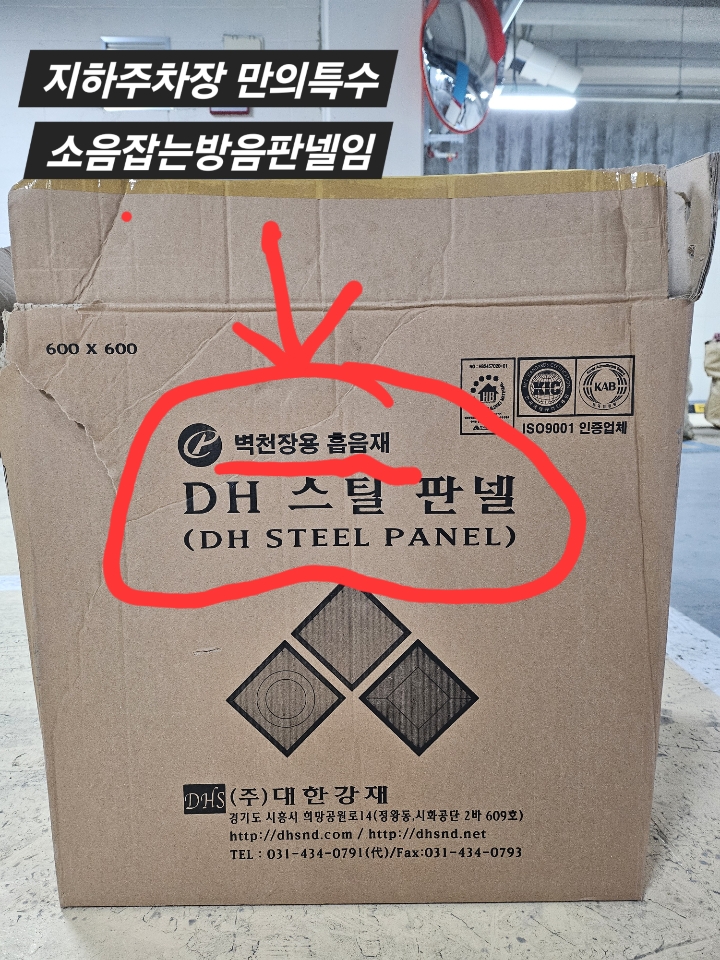 지하주차장 만의특수
소음잡는방음판넬임
600 X 600
KAB
ISO9001 인증업체
벽천장용 흡음재
DH 스틸 판넬
(DH STEEL PANEL)
DHS (주)대한강재
경기도 시흥시 희망공원로14(정왕동,시화공단 2바 609호)
http://dhsnd.com / http://dhsnd.net
TEL : 031-434-0791(代)/Fax:031-434-0793